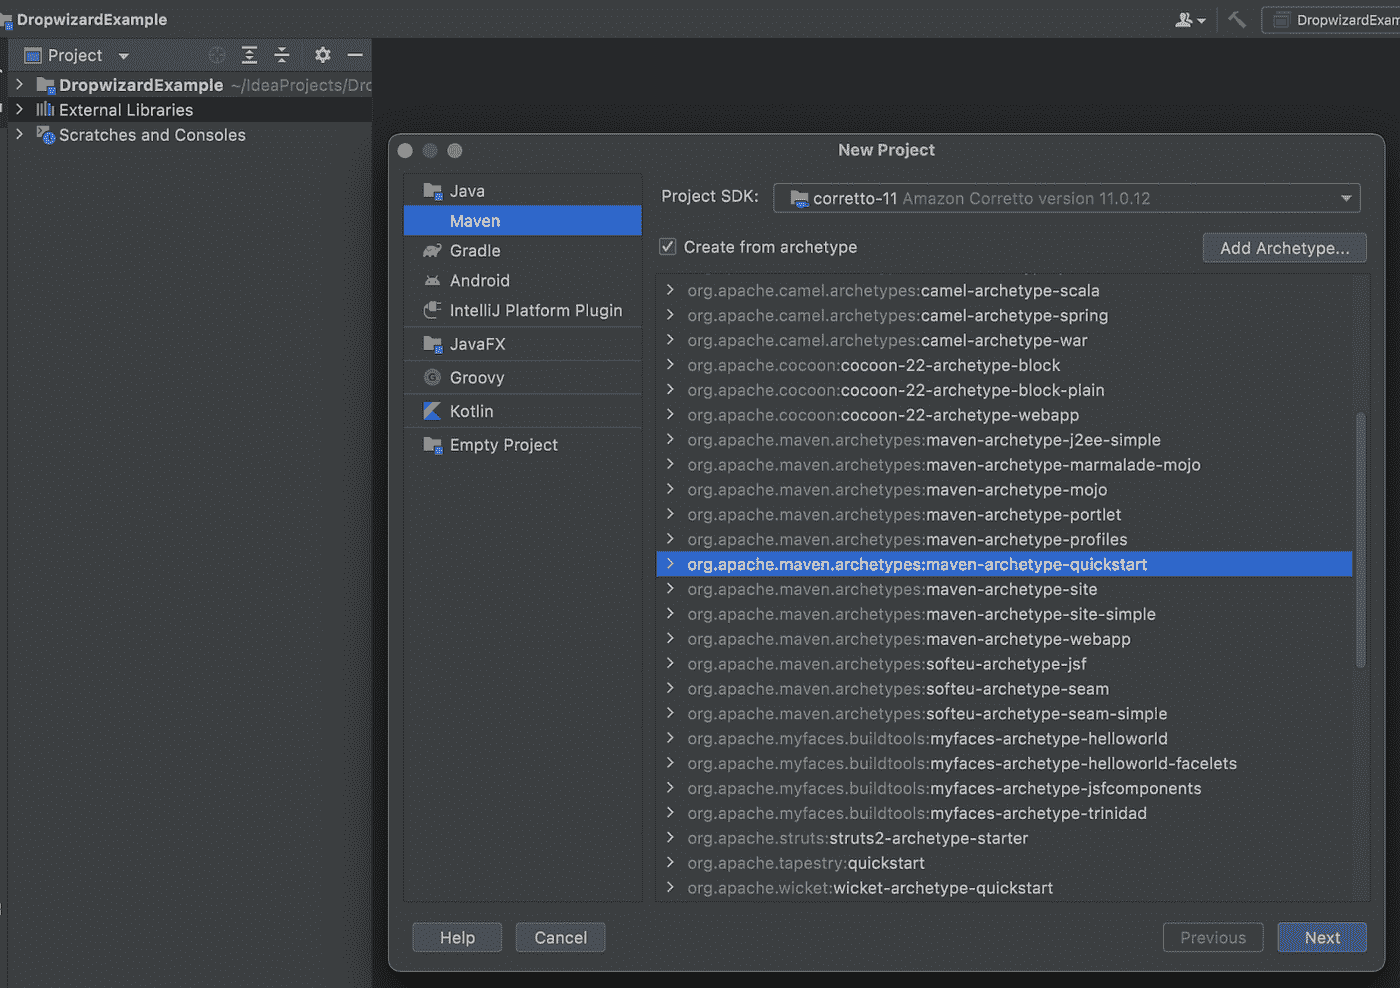 DropwizardExample
DropwizardExam
Project
DropwizardExample ~/IdeaProjects/Dro
External Libraries
Scratches and Consoles
New Project
Java
Maven
Gradle
Android
IntelliJ Platform Plugin
JavaFX
Groovy
Kotlin
Empty Project
Project SDK: corretto-11 Amazon Corretto version 11.0.12
Create from archetype
Add Archetype...
org.apache.camel.archetypes:camel-archetype-scala
org.apache.camel.archetypes:camel-archetype-spring
org.apache.camel.archetypes:camel-archetype-war
org.apache.cocoon:cocoon-22-archetype-block
org.apache.cocoon:cocoon-22-archetype-block-plain
org.apache.cocoon:cocoon-22-archetype-webapp
org.apache.maven.archetypes:maven-archetype-j2ee-simple
org.apache.maven.archetypes:maven-archetype-marmalade-mojo
org.apache.maven.archetypes:maven-archetype-mojo
org.apache.maven.archetypes:maven-archetype-portlet
org.apache.maven.archetypes:maven-archetype-profiles
org.apache.maven.archetypes:maven-archetype-quickstart
org.apache.maven.archetypes:maven-archetype-site
org.apache.maven.archetypes:maven-archetype-site-simple
org.apache.maven.archetypes:maven-archetype-webapp
org.apache.maven.archetypes:softeu-archetype-jsf
org.apache.maven.archetypes:softeu-archetype-seam
org.apache.maven.archetypes:softeu-archetype-seam-simple
org.apache.myfaces.buildtools:myfaces-archetype-helloworld
org.apache.myfaces.buildtools:myfaces-archetype-helloworld-facelets
org.apache.myfaces.buildtools:myfaces-archetype-jsfcomponents
org.apache.myfaces.buildtools:myfaces-archetype-trinidad
org.apache.struts:struts2-archetype-starter
org.apache.tapestry:quickstart
org.apache.wicket:wicket-archetype-quickstart
Help
Cancel
Previous
Next